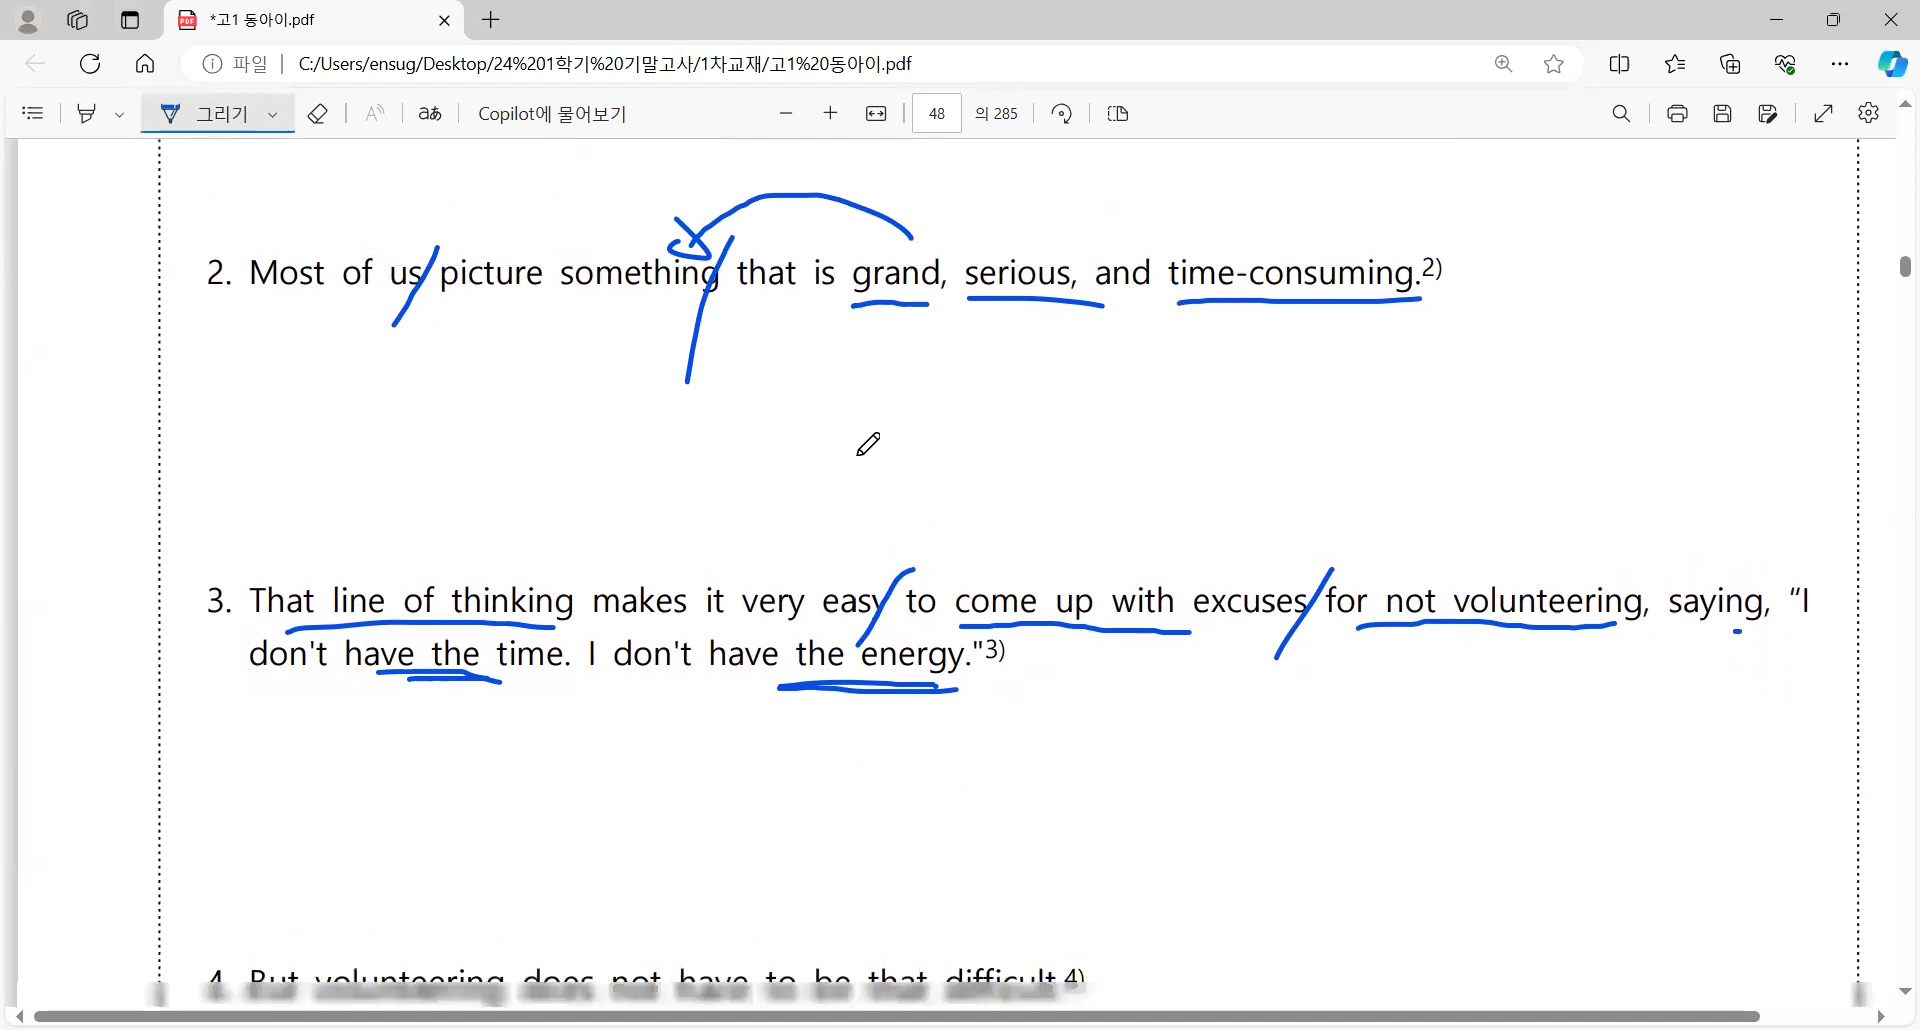 *고1 동아이.pdf
파일 C:/Users/ensug/Desktop/24%201학기%20기말고사/1차교재/고1%20동아이.pdf
그리기 aあ Copilot에 물어보기 48 의 285
2. Most of us picture something that is grand, serious, and time-consuming.2)
3. That line of thinking makes it very easy to come up with excuses for not volunteering, saying, “I
don't have the time. I don't have the energy."3)
4. But volunteering does not have to be that difficult.4)